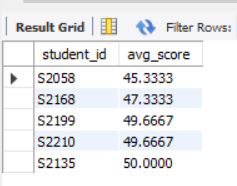 Result Grid Filter Rows:
student_id avg_score
S2058 45.3333
S2168 47.3333
S2199 49.6667
S2210 49.6667
S2135 50.0000